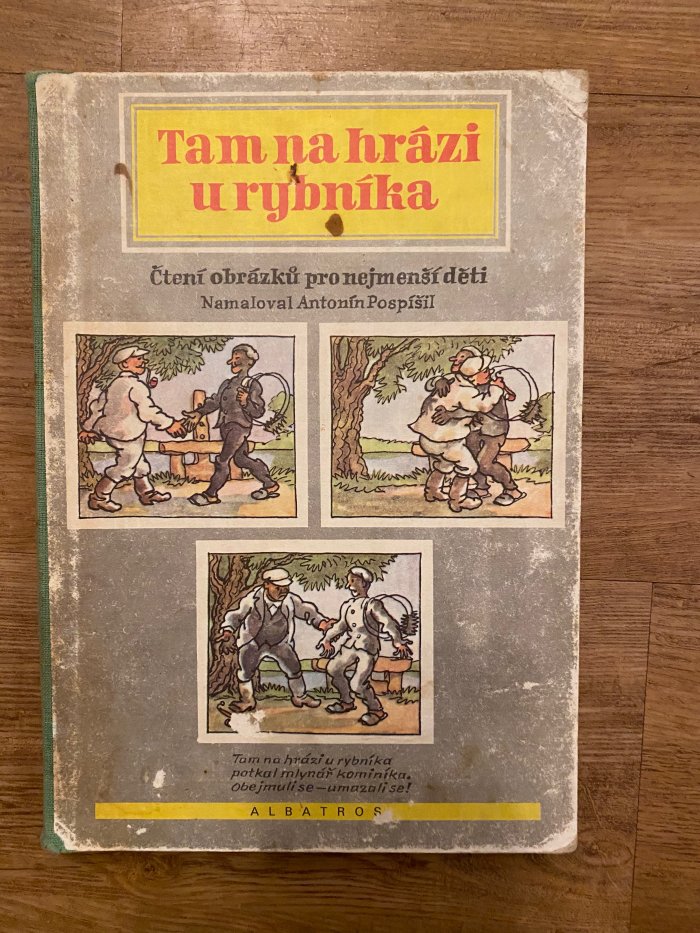 Tam na hrázi
u rybníka
Čtení obrázků pro nejmenší děti
Namaloval Antonín Pospíšil
Tam na hrázi u rybníka
potkal mlynář kominíka.
Obejmuli se – umazali se!
ALBATROS